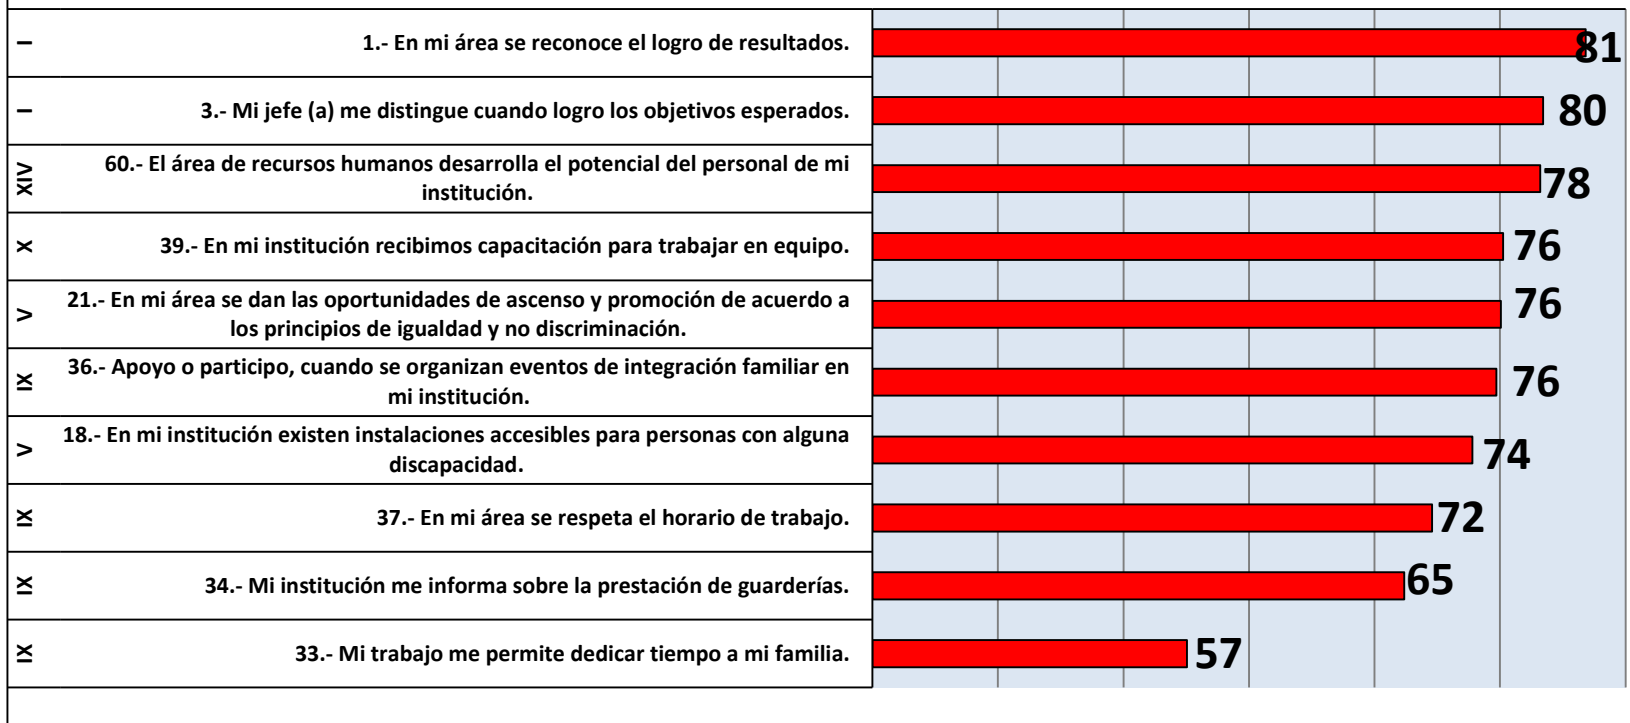 I
1.- En mi área se reconoce el logro de resultados.
81
I
3.- Mi jefe (a) me distingue cuando logro los objetivos esperados.
80
XIV
60.- El área de recursos humanos desarrolla el potencial del personal de mi
institución.
78
X
39.- En mi institución recibimos capacitación para trabajar en equipo.
76
V
21.- En mi área se dan las oportunidades de ascenso y promoción de acuerdo a
los principios de igualdad y no discriminación.
76
IX
36.- Apoyo o participo, cuando se organizan eventos de integración familiar en
mi institución.
76
V
18.- En mi institución existen instalaciones accesibles para personas con alguna
discapacidad.
74
IX
37.- En mi área se respeta el horario de trabajo.
72
IX
34.- Mi institución me informa sobre la prestación de guarderías.
65
IX
33.- Mi trabajo me permite dedicar tiempo a mi familia.
57